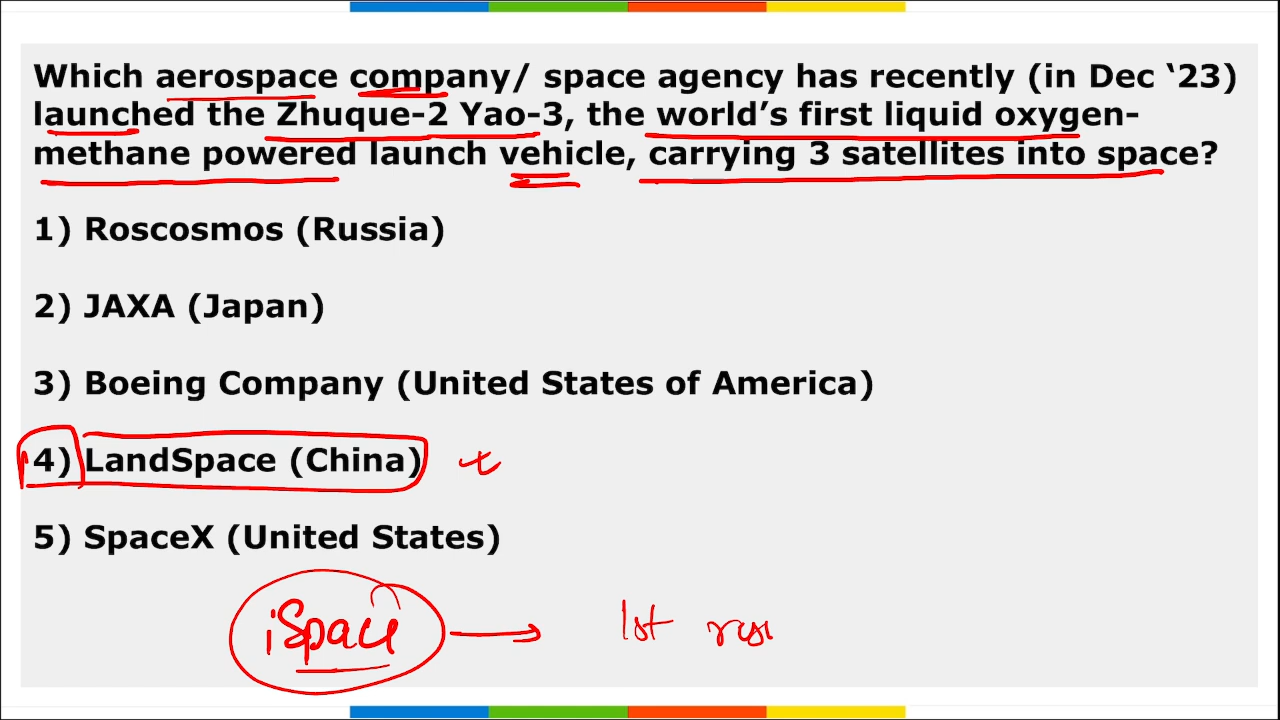 Which aerospace company/ space agency has recently (in Dec ‘23)
launched the Zhuque-2 Yao-3, the world’s first liquid oxygen-
methane powered launch vehicle, carrying 3 satellites into space?
1) Roscosmos (Russia)
2) JAXA (Japan)
3) Boeing Company (United States of America)
4) LandSpace (China)
5) SpaceX (United States)
iSpace 1st